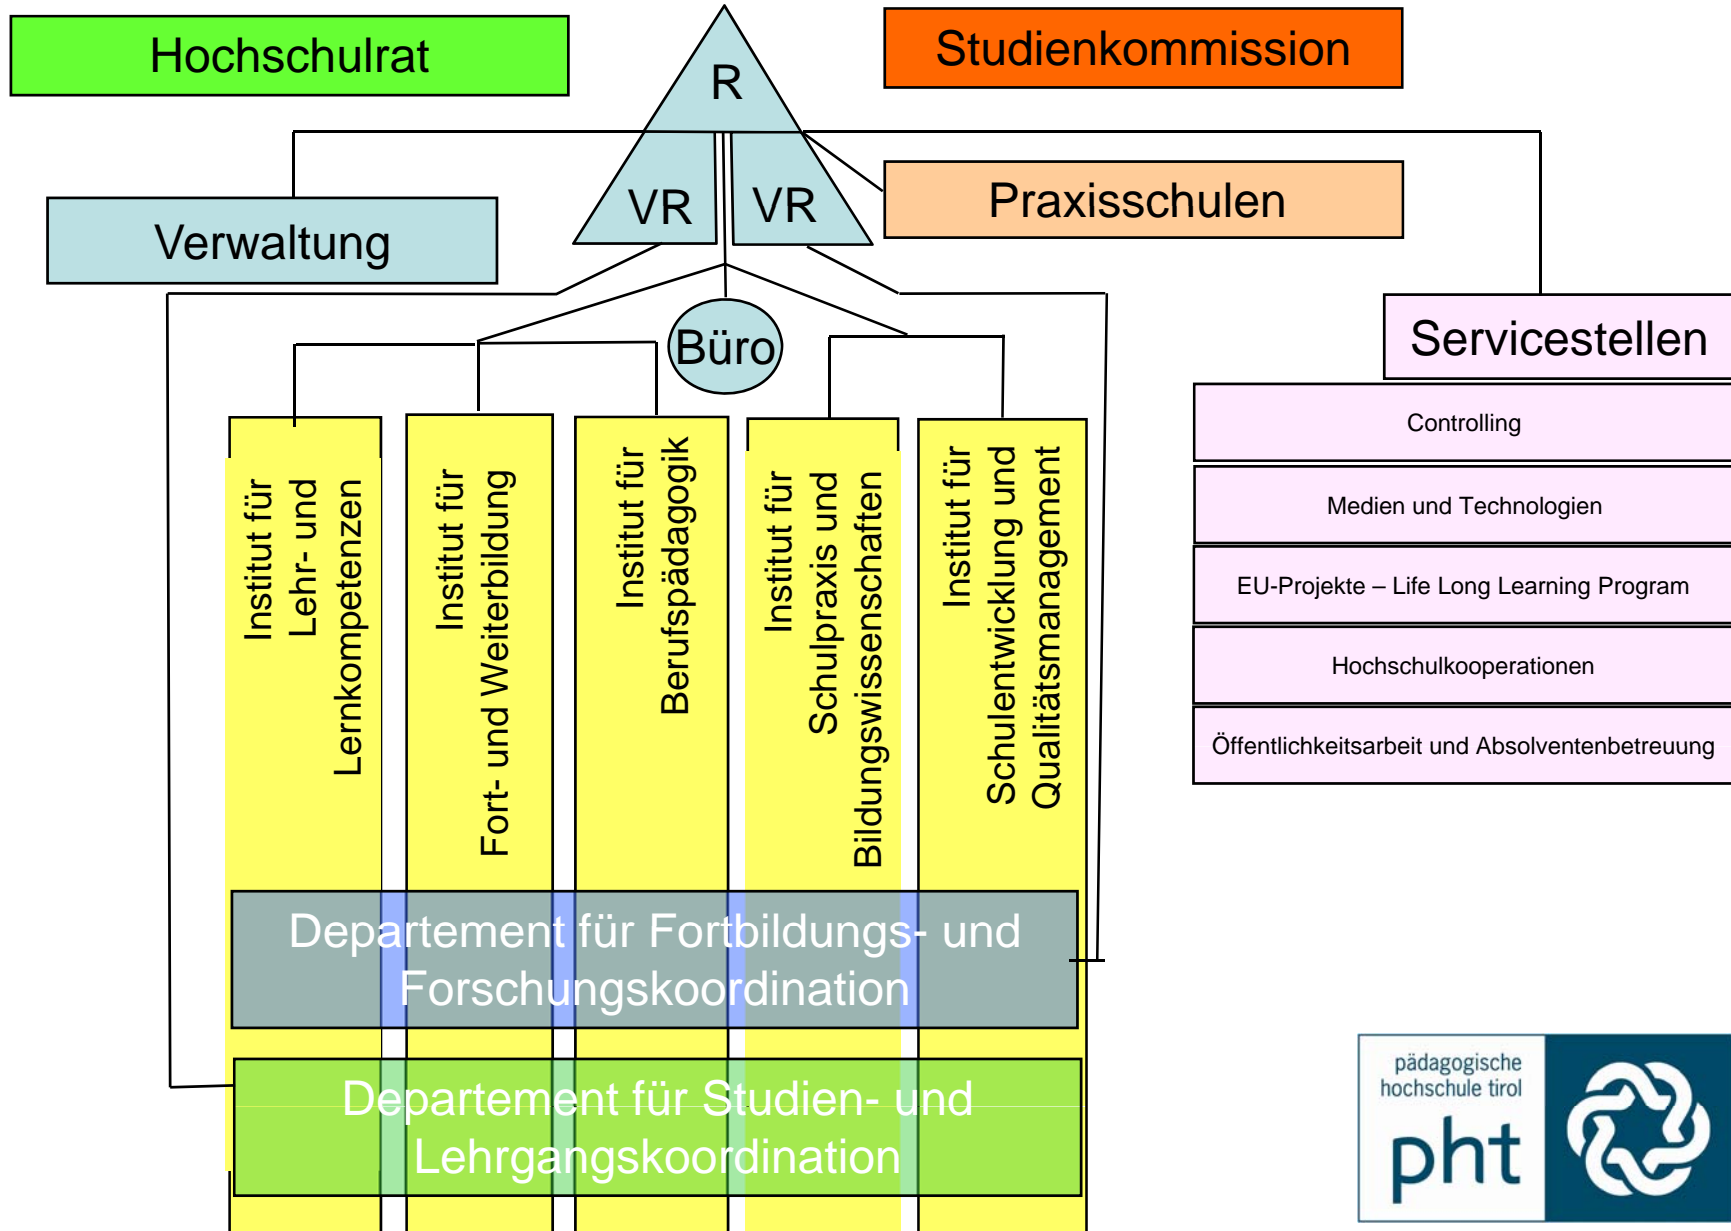 Hochschulrat
R
Studienkommission
VR
VR
Praxisschulen
Verwaltung
Büro
Servicestellen
Controlling
Medien und Technologien
EU-Projekte – Life Long Learning Program
Hochschulkooperationen
Öffentlichkeitsarbeit und Absolventenbetreuung
Institut für
Lehr- und
Lernkompetenzen
Institut für
Fort- und Weiterbildung
Institut für
Berufspädagogik
Institut für
Schulpraxis und
Bildungswissenschaften
Institut für
Schulentwicklung und
Qualitätsmanagement
Departement für Fortbildungs- und
Forschungskoordination
Departement für Studien- und
Lehrgangskoordination
pädagogische
hochschule tirol
pht